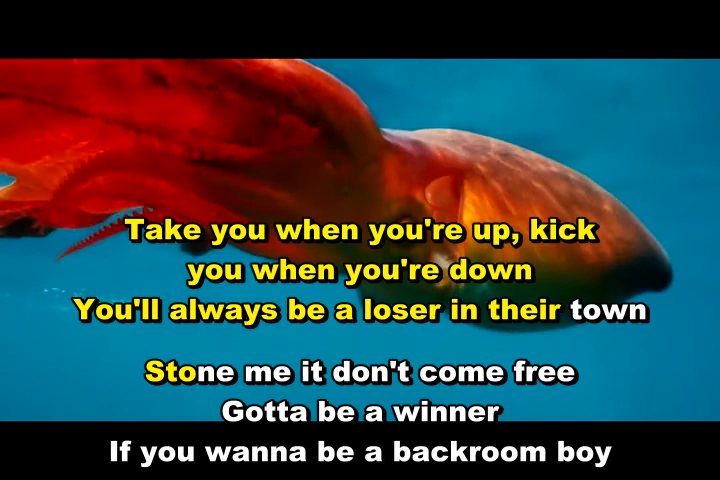 Take you when you're up, kick
you when you're down
You'll always be a loser in their town
Stone me it don't come free
Gotta be a winner
If you wanna be a backroom boy